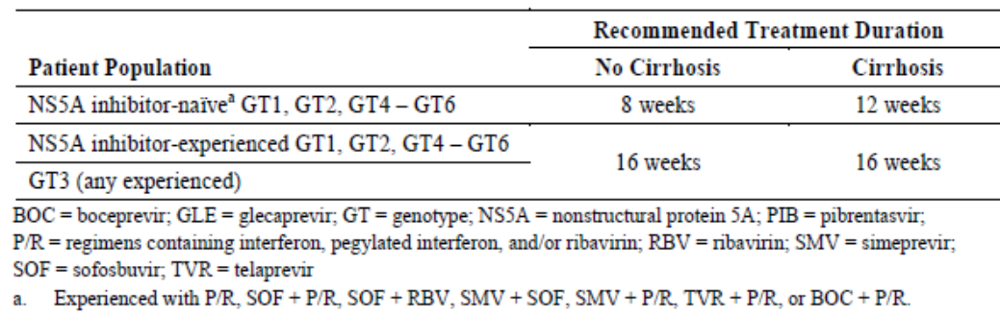 Recommended Treatment Duration
Patient Population No Cirrhosis Cirrhosis
NS5A inhibitor-naïveᵃ GT1, GT2, GT4 – GT6 8 weeks 12 weeks
NS5A inhibitor-experienced GT1, GT2, GT4 – GT6
16 weeks 16 weeks
GT3 (any experienced)
BOC = boceprevir; GLE = glecaprevir; GT = genotype; NS5A = nonstructural protein 5A; PIB = pibrentasvir;
P/R = regimens containing interferon, pegylated interferon, and/or ribavirin; RBV = ribavirin; SMV = simeprevir;
SOF = sofosbuvir; TVR = telaprevir
a. Experienced with P/R, SOF + P/R, SOF + RBV, SMV + SOF, SMV + P/R, TVR + P/R, or BOC + P/R.